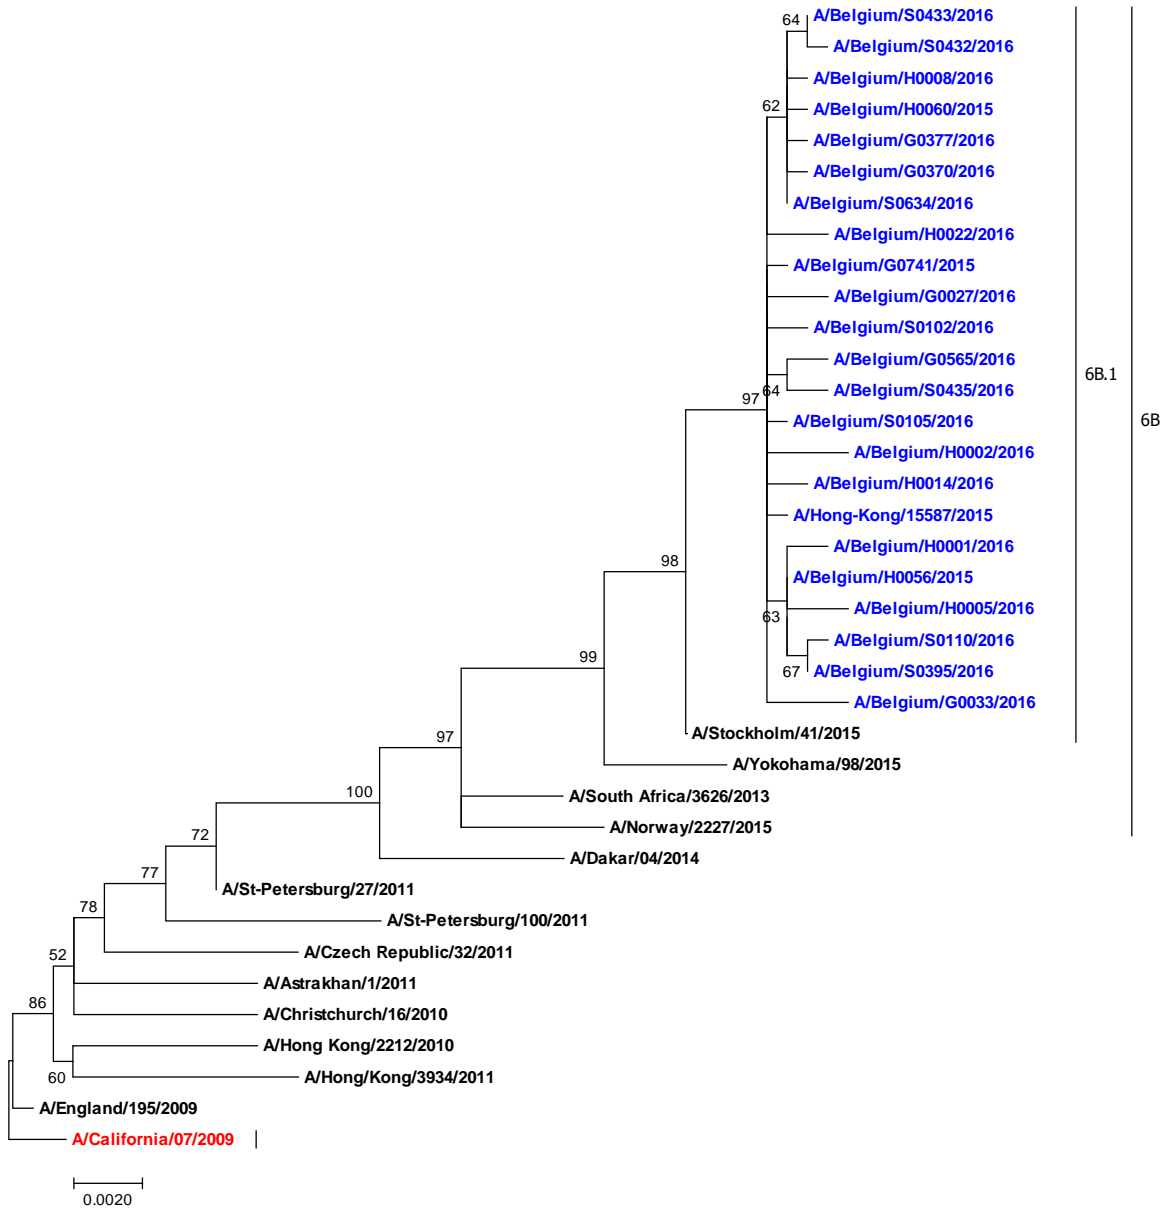 64
A/Belgium/S0433/2016
A/Belgium/S0432/2016
A/Belgium/H0008/2016
62
A/Belgium/H0060/2015
A/Belgium/G0377/2016
A/Belgium/G0370/2016
A/Belgium/S0634/2016
A/Belgium/H0022/2016
A/Belgium/G0741/2015
A/Belgium/G0027/2016
A/Belgium/S0102/2016
A/Belgium/G0565/2016
6B.1
97
64
A/Belgium/S0435/2016
A/Belgium/S0105/2016
6B
A/Belgium/H0002/2016
A/Belgium/H0014/2016
A/Hong-Kong/15587/2015
A/Belgium/H0001/2016
98
A/Belgium/H0056/2015
A/Belgium/H0005/2016
63
A/Belgium/S0110/2016
99
67
A/Belgium/S0395/2016
A/Belgium/G0033/2016
97
A/Stockholm/41/2015
A/Yokohama/98/2015
100
A/South Africa/3626/2013
A/Norway/2227/2015
72
A/Dakar/04/2014
77
A/St-Petersburg/27/2011
78
A/St-Petersburg/100/2011
52
A/Czech Republic/32/2011
A/Astrakhan/1/2011
86
A/Christchurch/16/2010
A/Hong Kong/2212/2010
60
A/Hong/Kong/3934/2011
A/England/195/2009
A/California/07/2009
0.0020